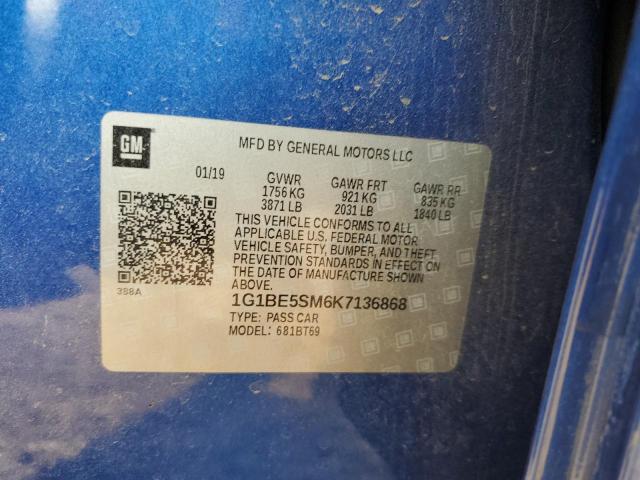 GM
MFD BY GENERAL MOTORS LLC
01/19 GVWR GAWR FRT GAWR RR
1756 KG 921 KG 835 KG
3871 LB 2031 LB 1840 LB
THIS VEHICLE CONFORMS TO ALL
APPLICABLE U.S. FEDERAL MOTOR
VEHICLE SAFETY, BUMPER, AND THEFT
PREVENTION STANDARDS IN EFFECT ON
THE DATE OF MANUFACTURE SHOWN
ABOVE.
388A
1G1BE5SM6K7136868
TYPE: PASS CAR
MODEL: 681BT69